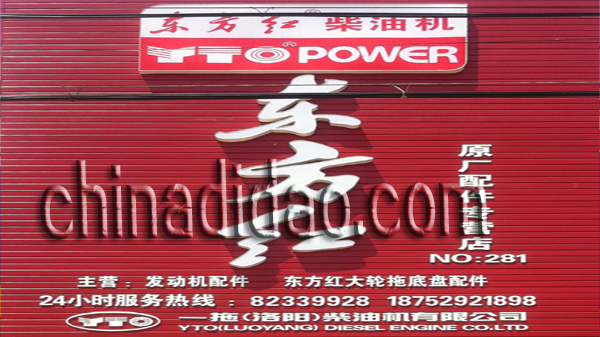 东方红®柴油机
YTO®POWER
东方红
chinadidao.com
原厂配件专营店
NO:281
主营：发动机配件 东方红大轮拖底盘配件
24小时服务热线：82339928 18752921898
YTO 一拖(洛阳)柴油机有限公司
YTO(LUOYANG) DIESEL ENGINE CO.LTD